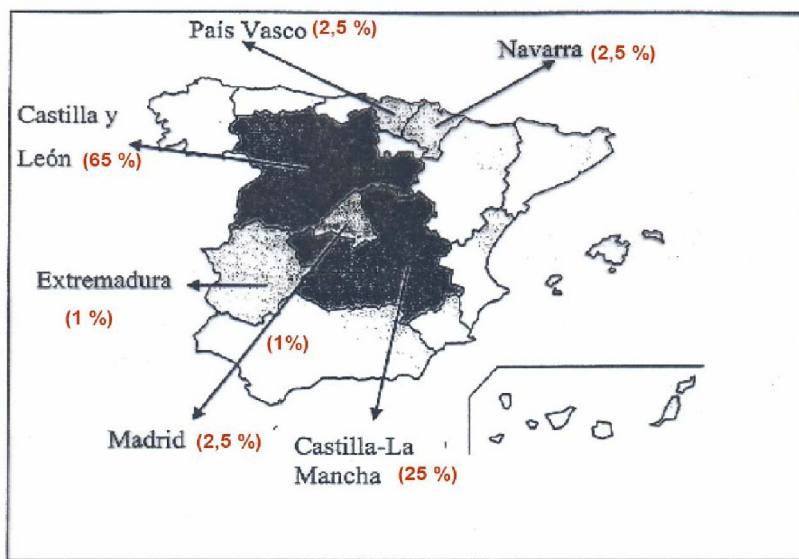 País Vasco (2,5 %)
Navarra (2,5 %)
Castilla y
León (65 %)
Extremadura
(1 %)
(1%)
Madrid (2,5 %)
Castilla-La
Mancha (25 %)